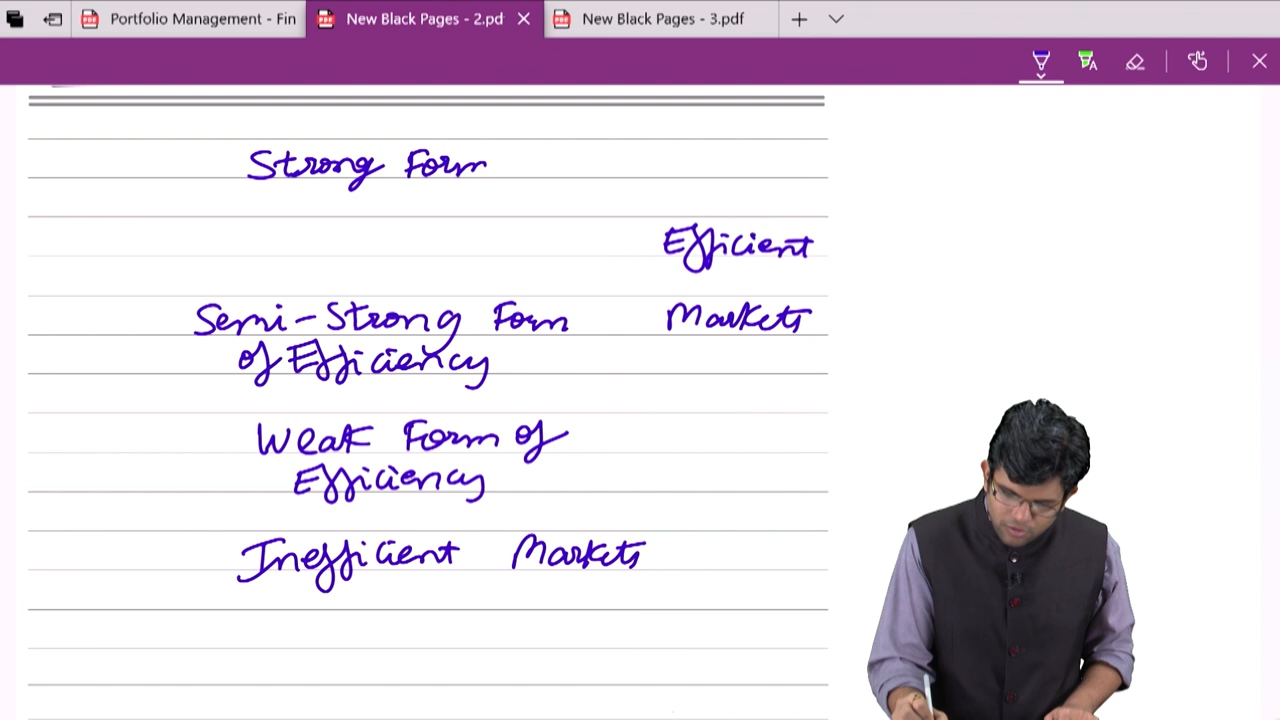 Portfolio Management - Fin
New Black Pages - 2.pd
New Black Pages - 3.pdf
Strong Form
Efficient
Semi-Strong Form Markets
of Efficiency
Weak Form of
Efficiency
Inefficient Markets